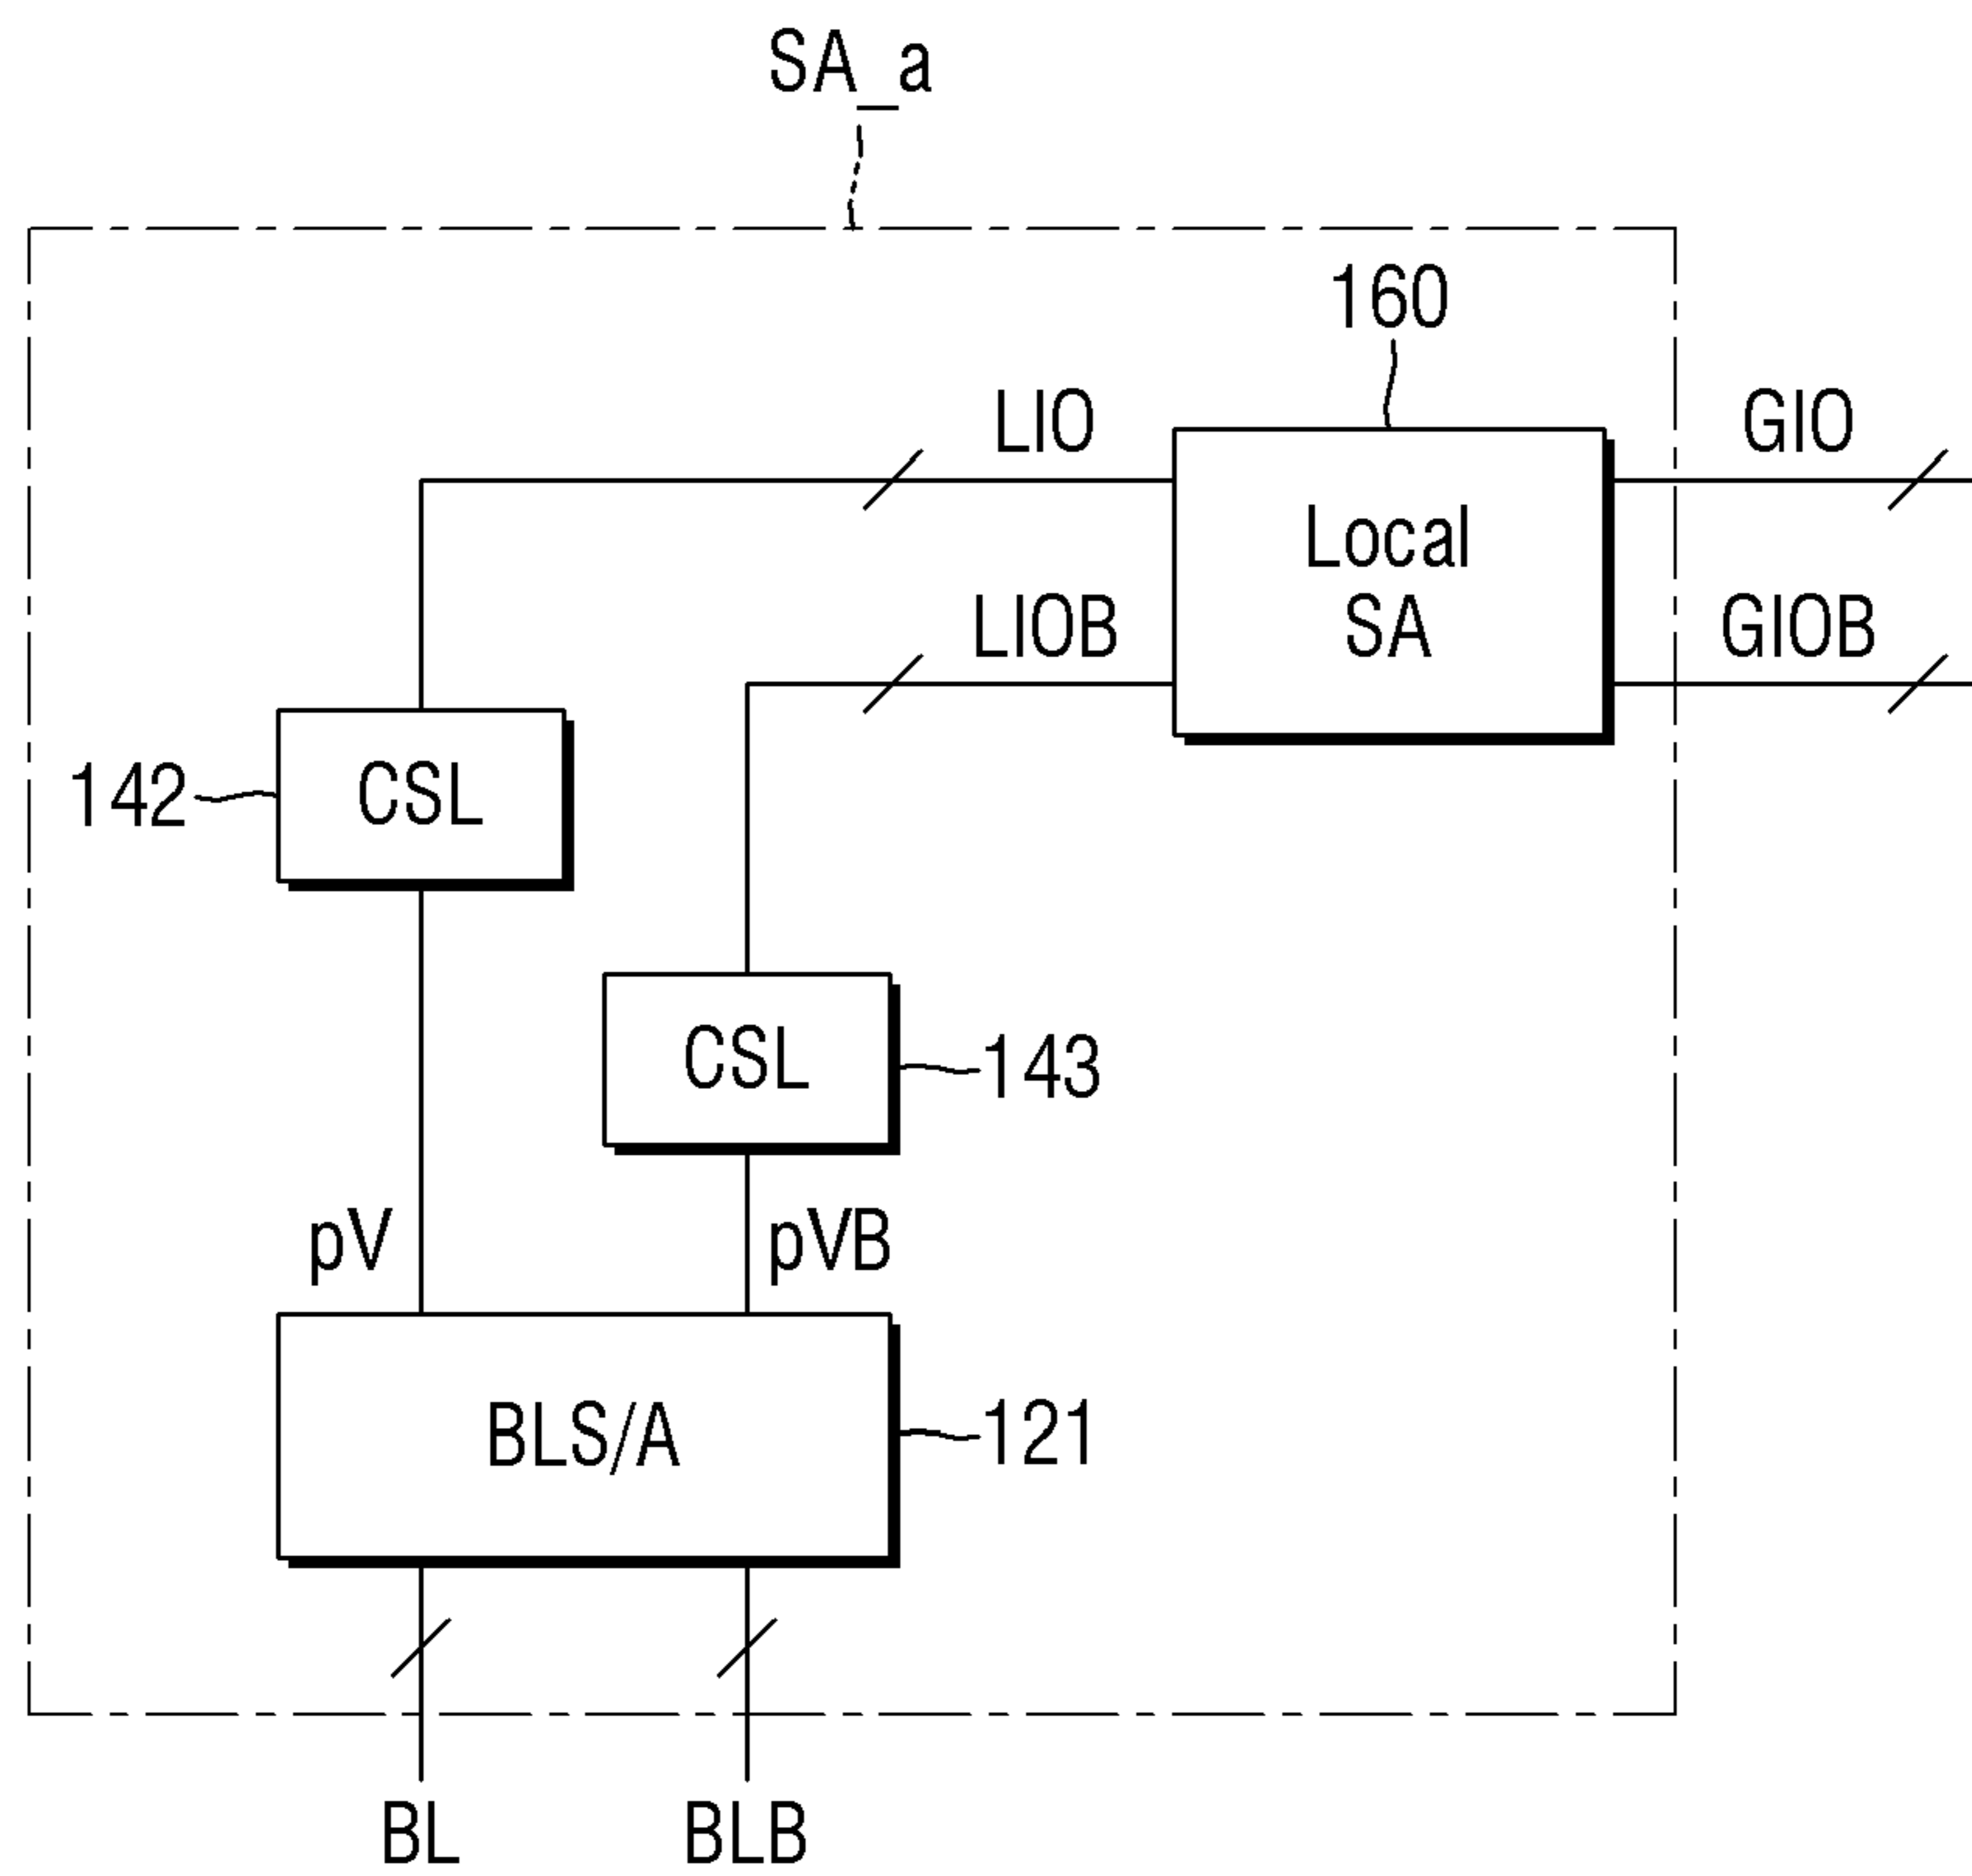 SA_a
160
LIO
GIO
Local
SA
LIOB
GIOB
142
CSL
CSL
143
pV
pVB
BLS/A
121
BL
BLB